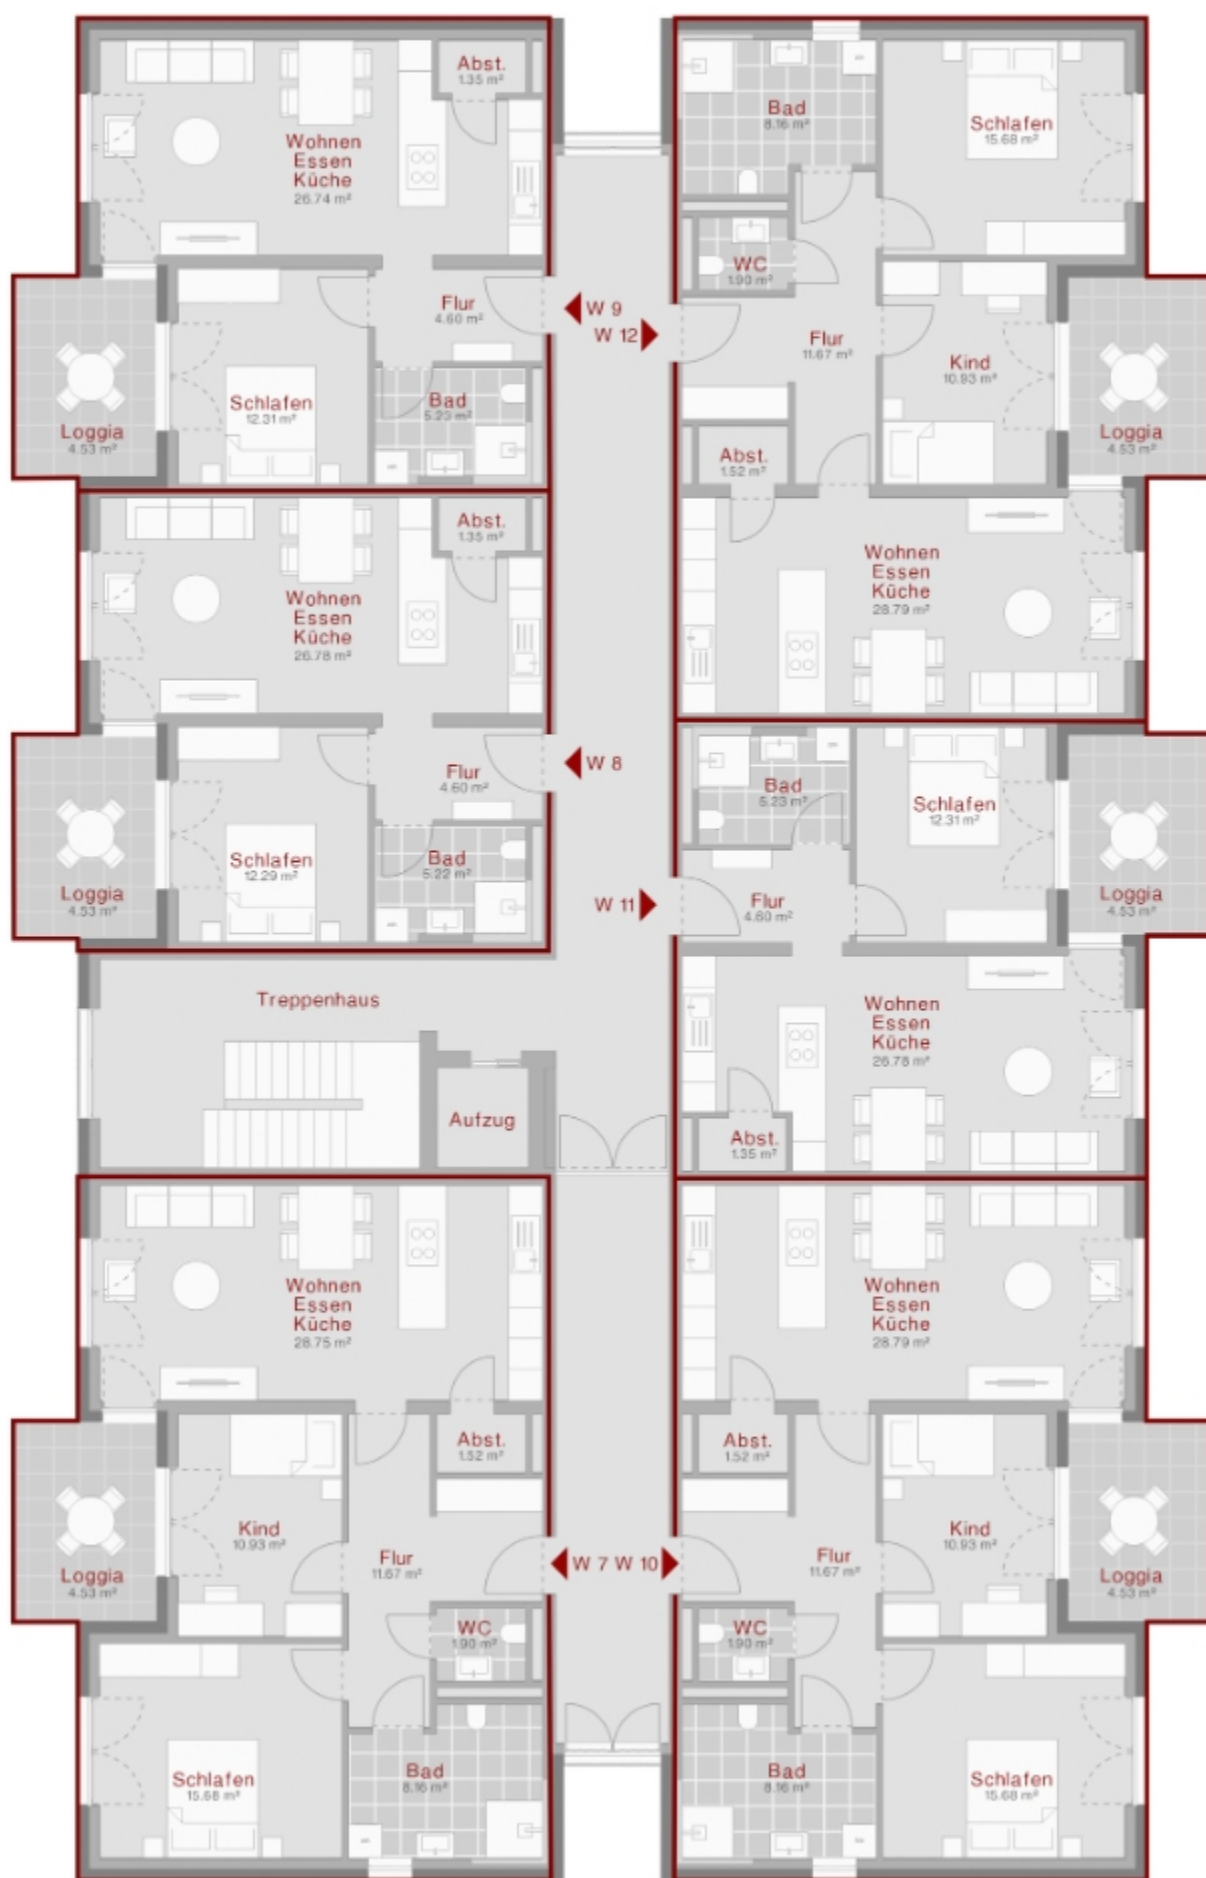 Abst.
1.35 m²
Wohnen
Essen
Küche
26.74 m²
Flur
4.60 m²
Schlafen
12.31 m²
Bad
5.23 m²
Loggia
4.53 m²
W 9
W 12
Bad
8.16 m²
Schlafen
15.68 m²
WC
1.90 m²
Flur
11.67 m²
Kind
10.93 m²
Loggia
4.53 m²
Abst.
1.52 m²
Wohnen
Essen
Küche
28.79 m²
Abst.
1.35 m²
Wohnen
Essen
Küche
26.78 m²
Flur
4.60 m²
W 8
Schlafen
12.29 m²
Bad
5.22 m²
Loggia
4.53 m²
Bad
5.23 m²
Schlafen
12.31 m²
Loggia
4.53 m²
W 11
Flur
4.60 m²
Wohnen
Essen
Küche
26.78 m²
Abst.
1.35 m²
Treppenhaus
Aufzug
Wohnen
Essen
Küche
28.75 m²
Abst.
1.52 m²
Kind
10.93 m²
Flur
11.67 m²
Loggia
4.53 m²
W 7 W 10
WC
1.90 m²
Schlafen
15.68 m²
Bad
8.16 m²
Wohnen
Essen
Küche
28.79 m²
Abst.
1.52 m²
Flur
11.67 m²
Kind
10.93 m²
Loggia
4.53 m²
WC
1.90 m²
Bad
8.16 m²
Schlafen
15.68 m²